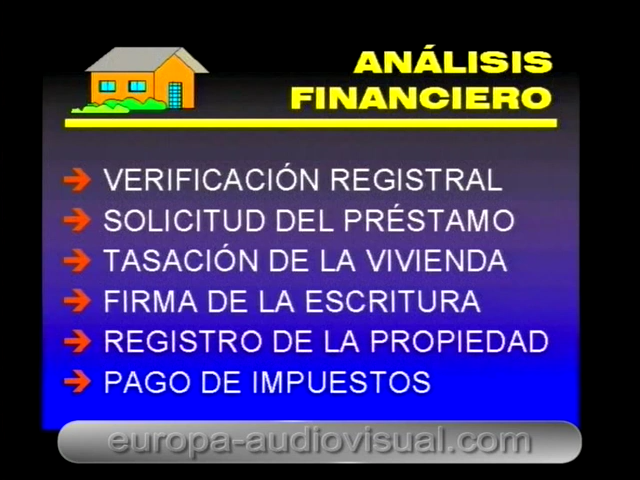 ANÁLISIS
FINANCIERO
VERIFICACIÓN REGISTRAL
SOLICITUD DEL PRÉSTAMO
TASACIÓN DE LA VIVIENDA
FIRMA DE LA ESCRITURA
REGISTRO DE LA PROPIEDAD
PAGO DE IMPUESTOS
europa-audiovisual.com